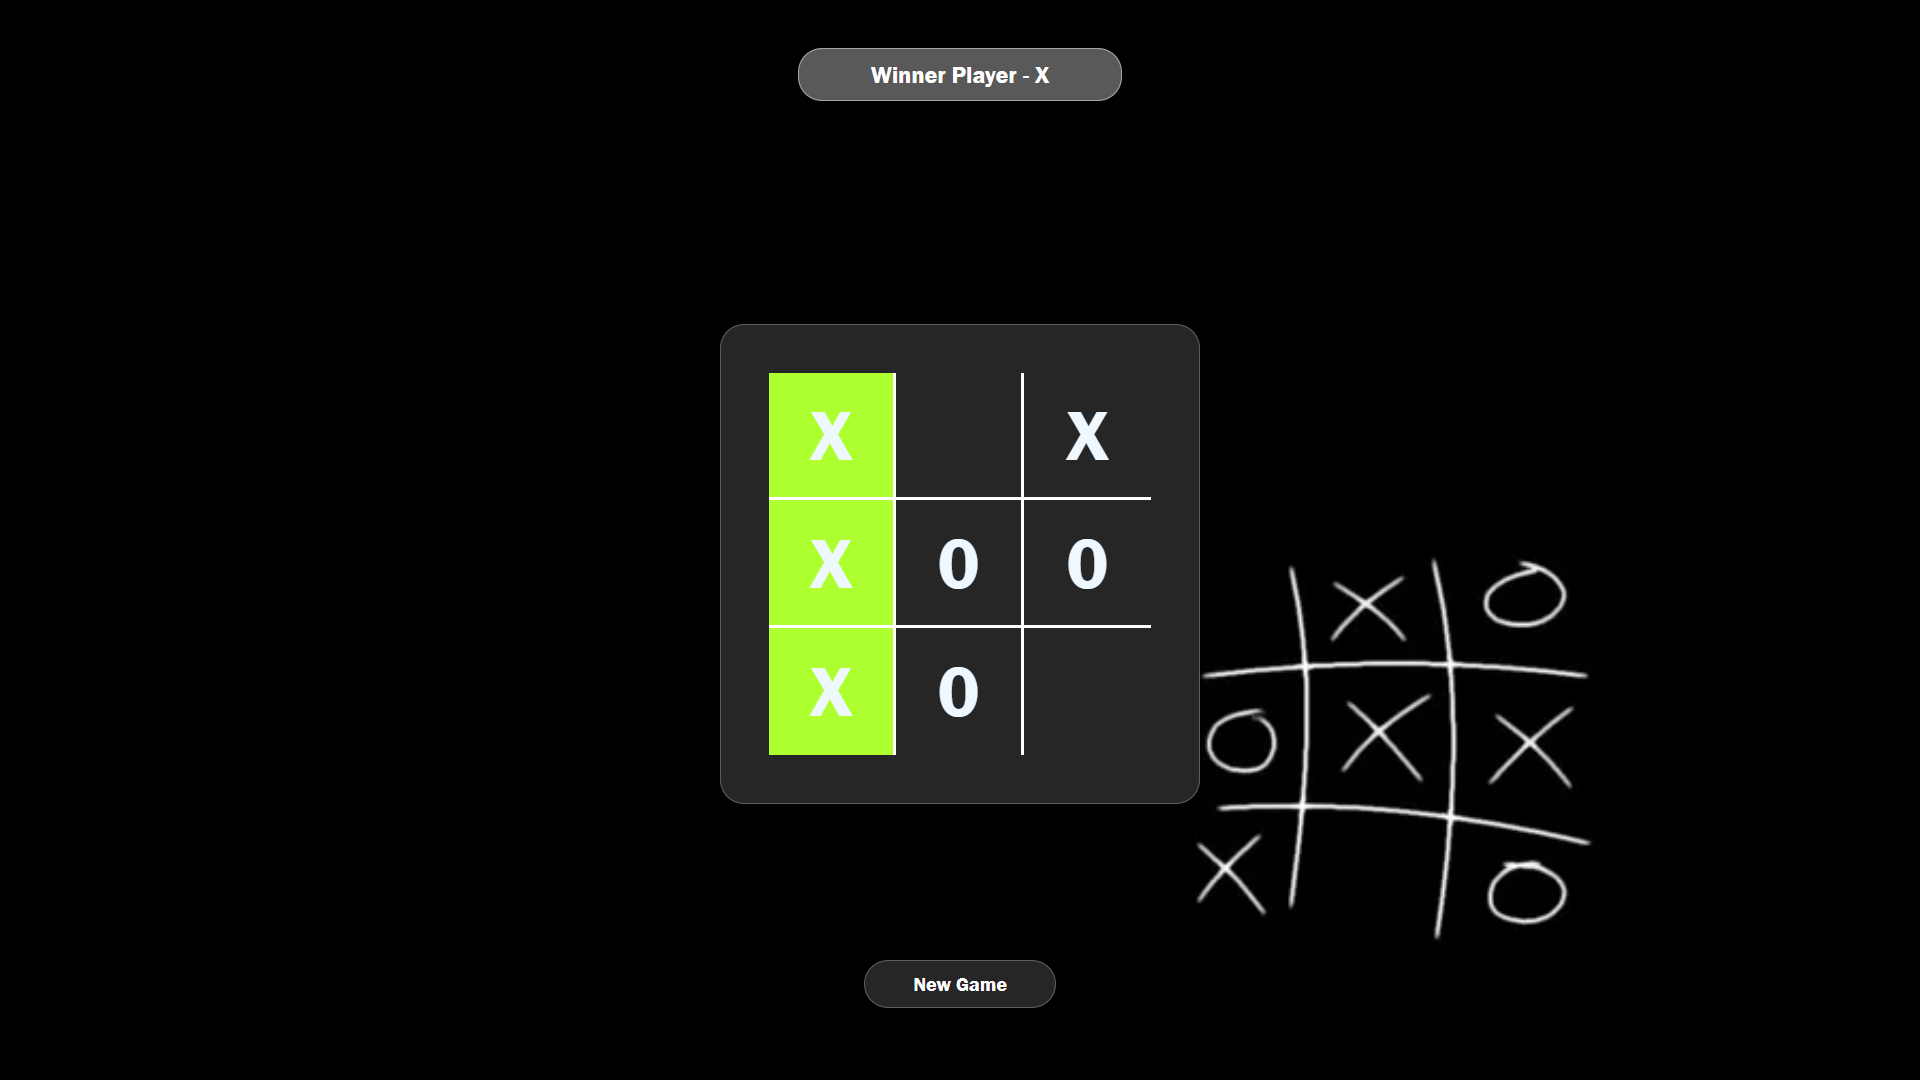 Winner Player - X
X X
X 0 0
X 0
X O
O X X
X O
New Game